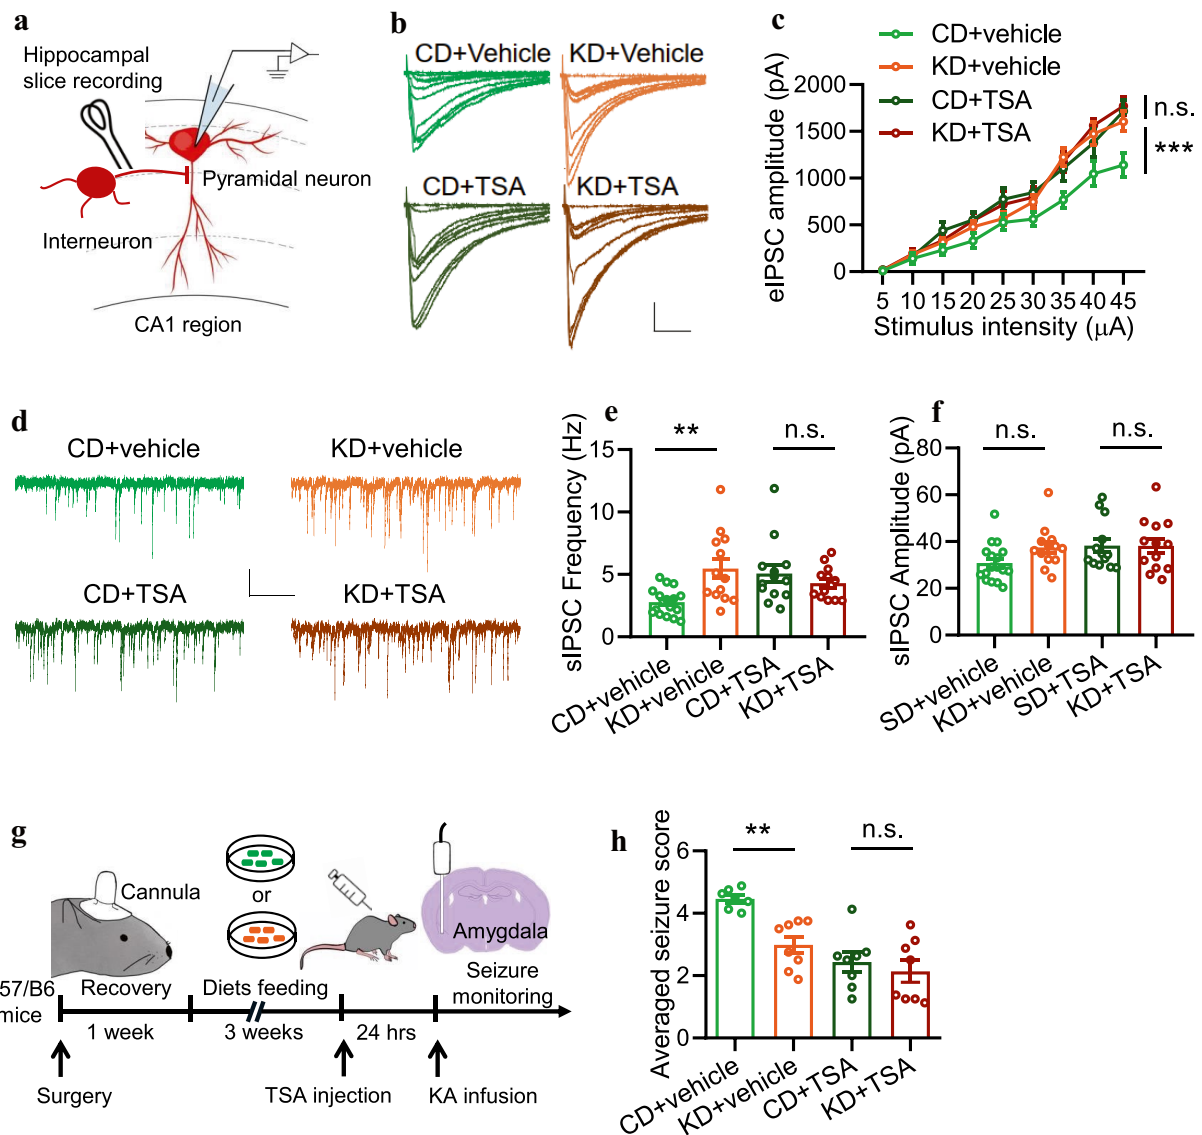 a
Hippocampal
slice recording
Pyramidal neuron
Interneuron
CA1 region
b
CD+Vehicle
KD+Vehicle
CD+TSA
KD+TSA
c
CD+vehicle
KD+vehicle
CD+TSA
KD+TSA
eIPSC amplitude (pA)
2000
1500
1000
500
0
n.s.
***
5 10 15 20 25 30 35 40 45
Stimulus intensity (μA)
d
CD+vehicle
KD+vehicle
CD+TSA
KD+TSA
e
sIPSC Frequency (Hz)
15
10
5
0
**
n.s.
CD+vehicle
KD+vehicle
CD+TSA
KD+TSA
f
sIPSC Amplitude (pA)
80
60
40
20
0
n.s.
n.s.
SD+vehicle
KD+vehicle
SD+TSA
KD+TSA
g
Cannula
or
Amygdala
57/B6
mice
Recovery
Diets feeding
Seizure
monitoring
1 week
3 weeks
24 hrs
Surgery
TSA injection
KA infusion
h
Averaged seizure score
6
4
2
0
**
n.s.
CD+vehicle
KD+vehicle
CD+TSA
KD+TSA